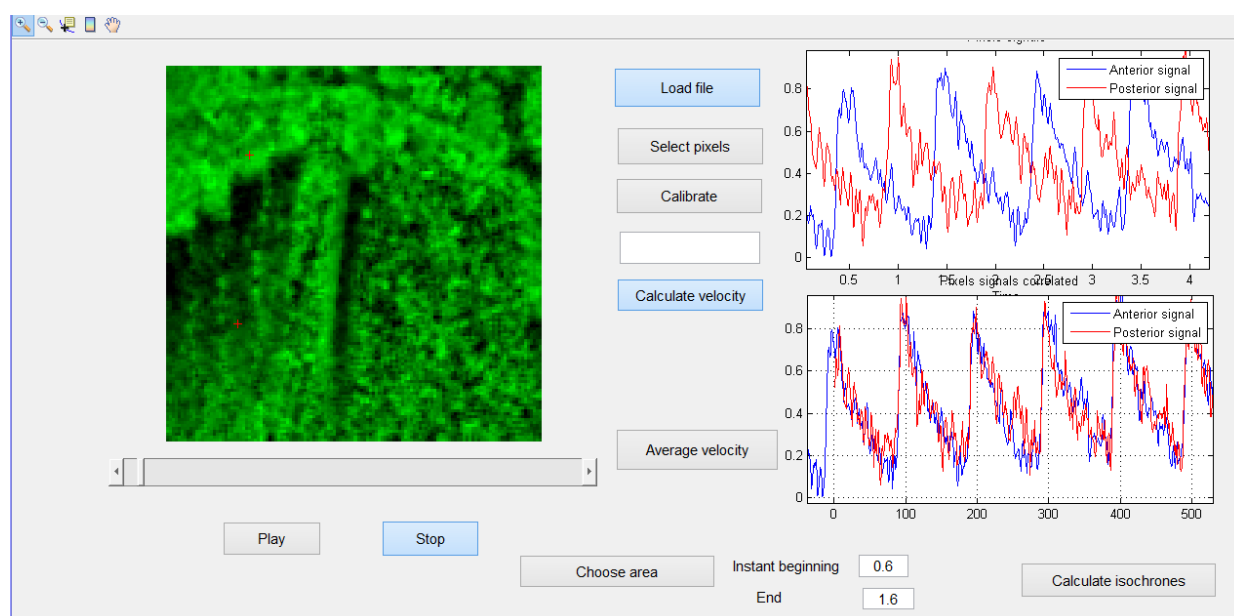 Pixels signals
Load file
Select pixels
Calibrate
Calculate velocity
Average velocity
Anterior signal
Posterior signal
0.8
0.6
0.4
0.2
0
0.5 1 1.5 2 2.5 3 3.5 4
Time
Pixels signals correlated
Anterior signal
Posterior signal
0.8
0.6
0.4
0.2
0
0 100 200 300 400 500
Play
Stop
Choose area
Instant beginning 0.6
End 1.6
Calculate isochrones